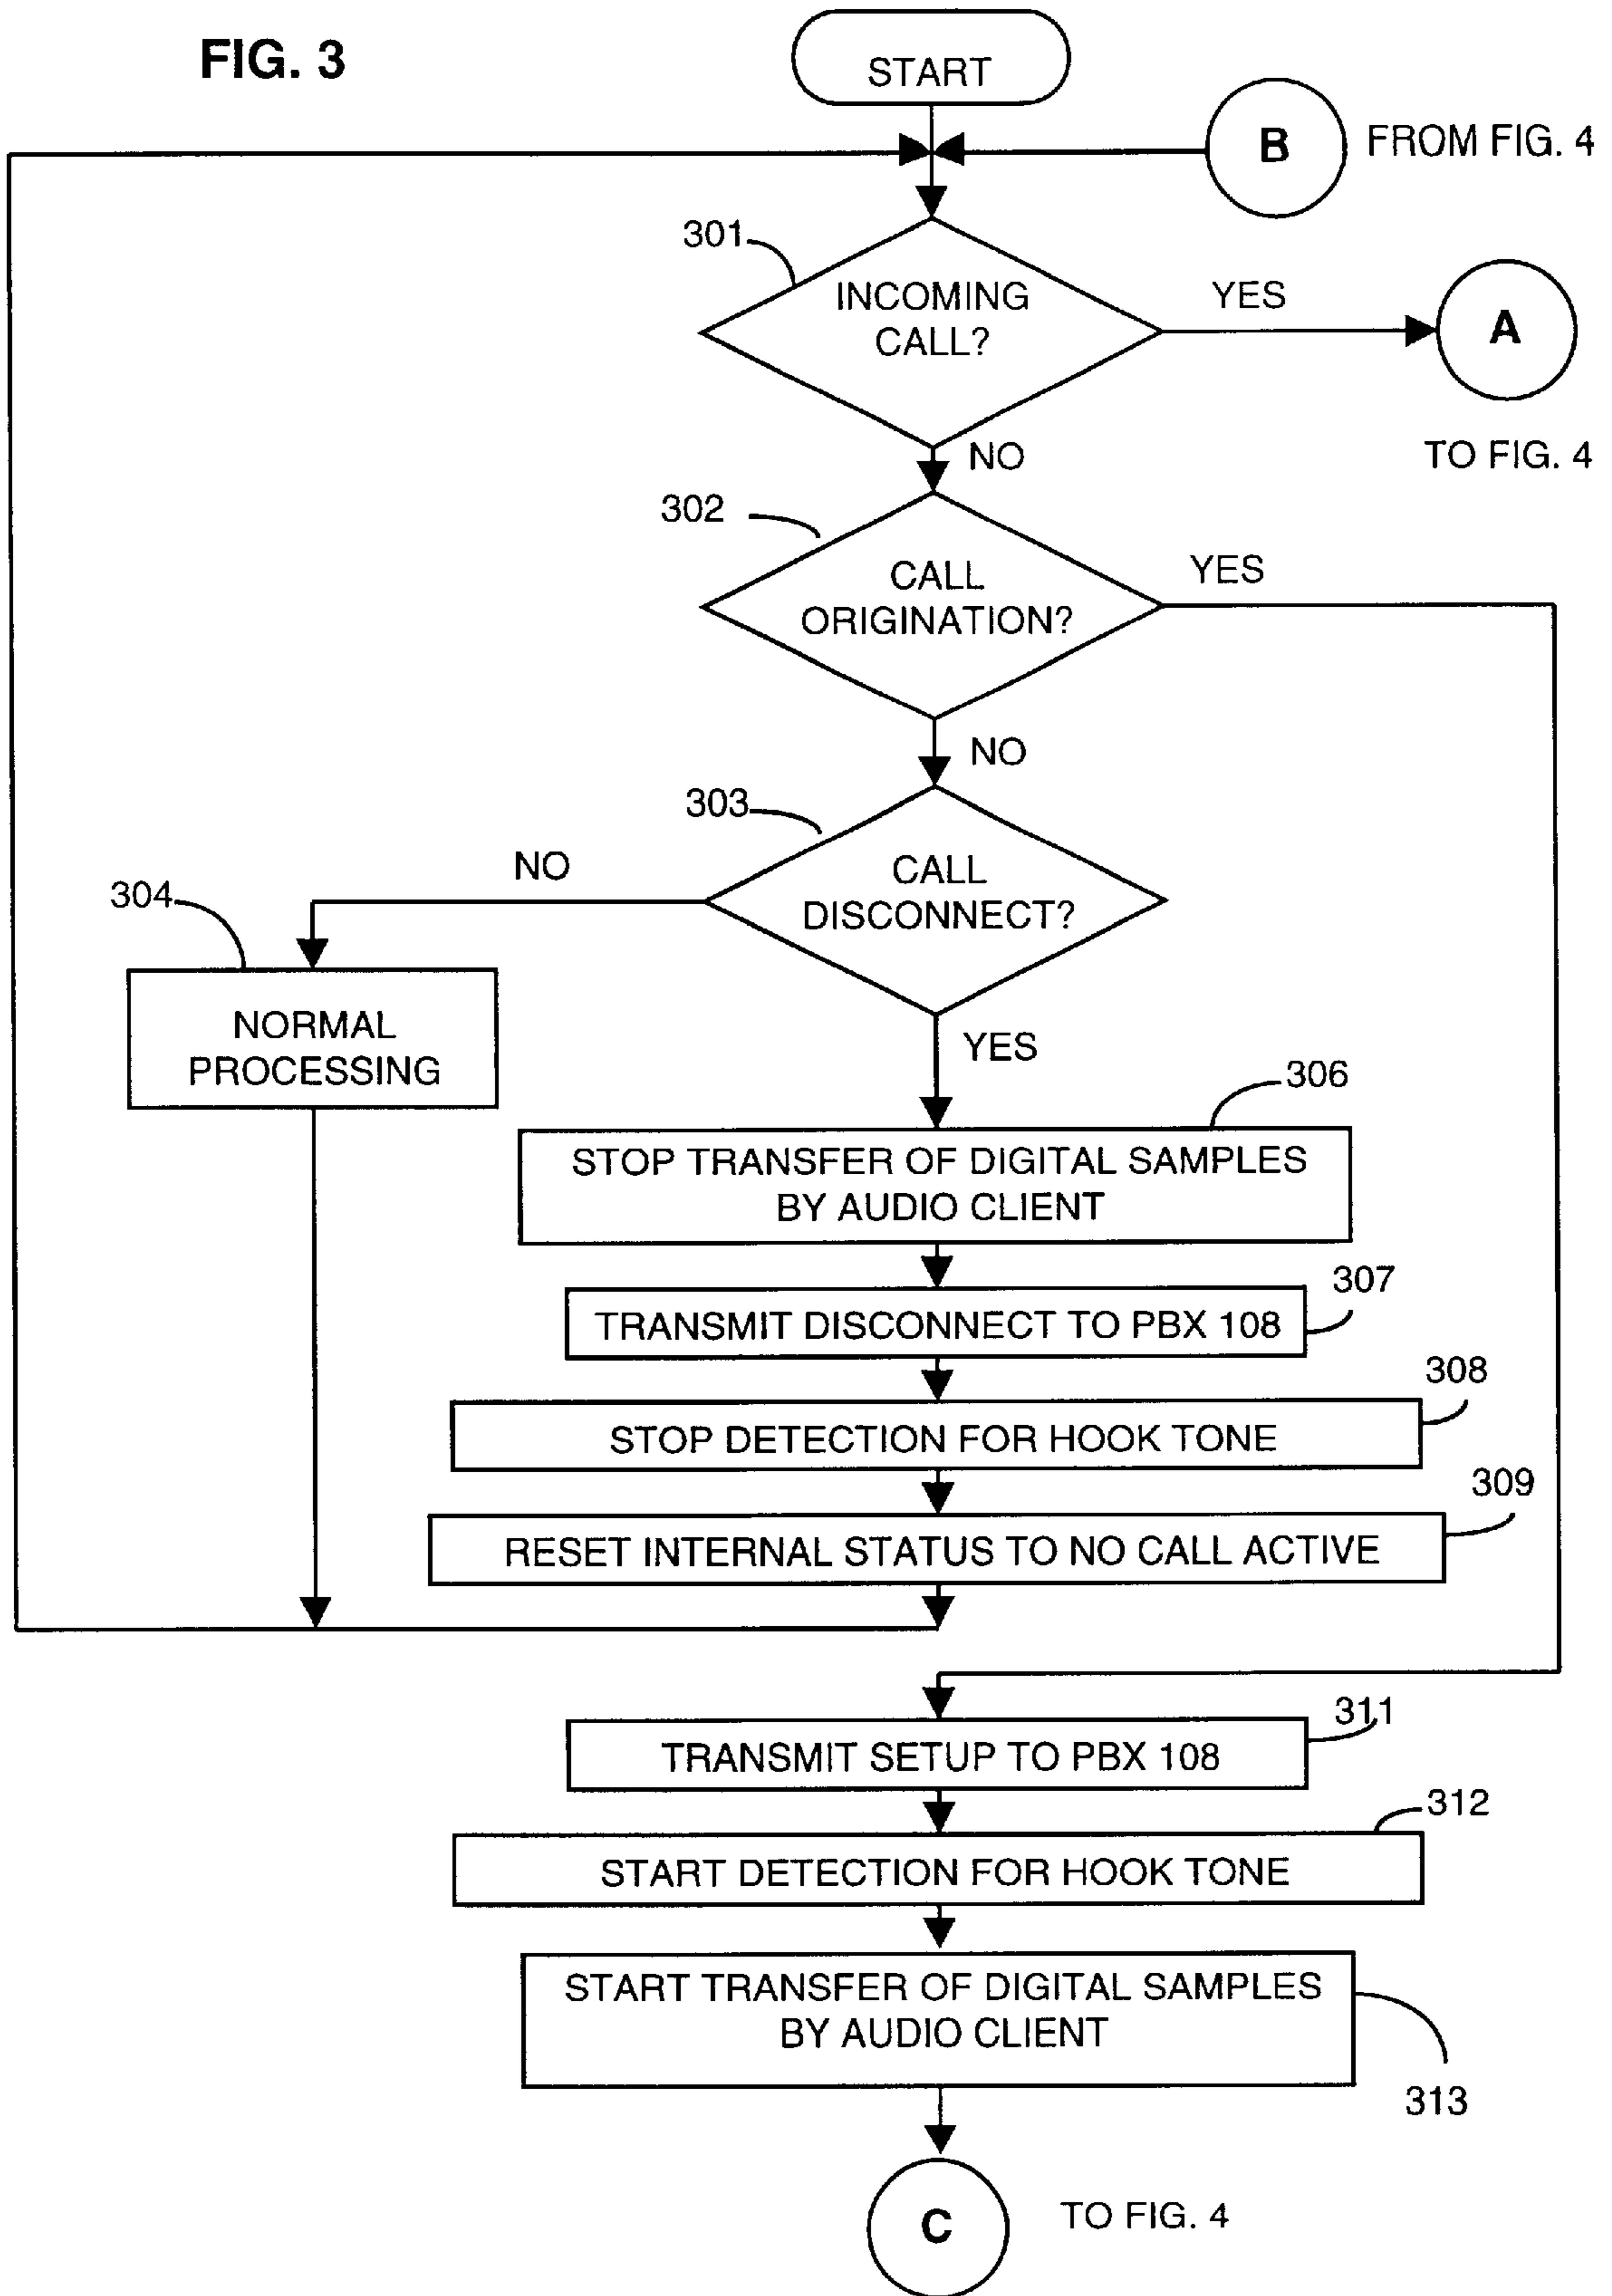 FIG. 3
START
B
FROM FIG. 4
301
INCOMING
CALL?
YES
A
TO FIG. 4
NO
302
CALL
ORIGINATION?
YES
NO
303
CALL
DISCONNECT?
NO
304
NORMAL
PROCESSING
YES
306
STOP TRANSFER OF DIGITAL SAMPLES
BY AUDIO CLIENT
307
TRANSMIT DISCONNECT TO PBX 108
308
STOP DETECTION FOR HOOK TONE
309
RESET INTERNAL STATUS TO NO CALL ACTIVE
311
TRANSMIT SETUP TO PBX 108
312
START DETECTION FOR HOOK TONE
START TRANSFER OF DIGITAL SAMPLES
BY AUDIO CLIENT
313
C
TO FIG. 4